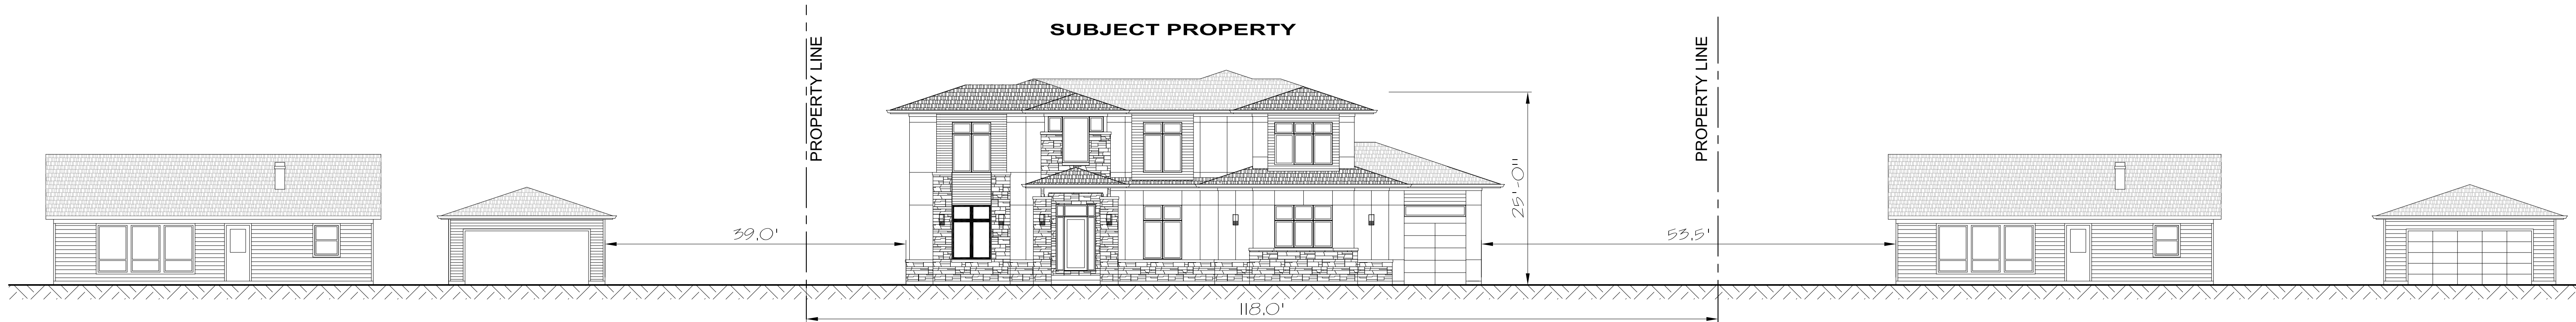 SUBJECT PROPERTY
PROPERTY LINE
PROPERTY LINE
25'-0"
39.0'
53.5'
118.0'